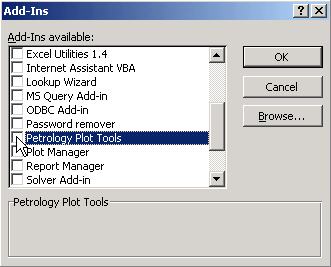 Add-Ins
Add-Ins available:
Excel Utilities 1.4
Internet Assistant VBA
Lookup Wizard
MS Query Add-in
ODBC Add-in
Password remover
Petrology Plot Tools
Plot Manager
Report Manager
Solver Add-in
OK
Cancel
Browse...
Petrology Plot Tools